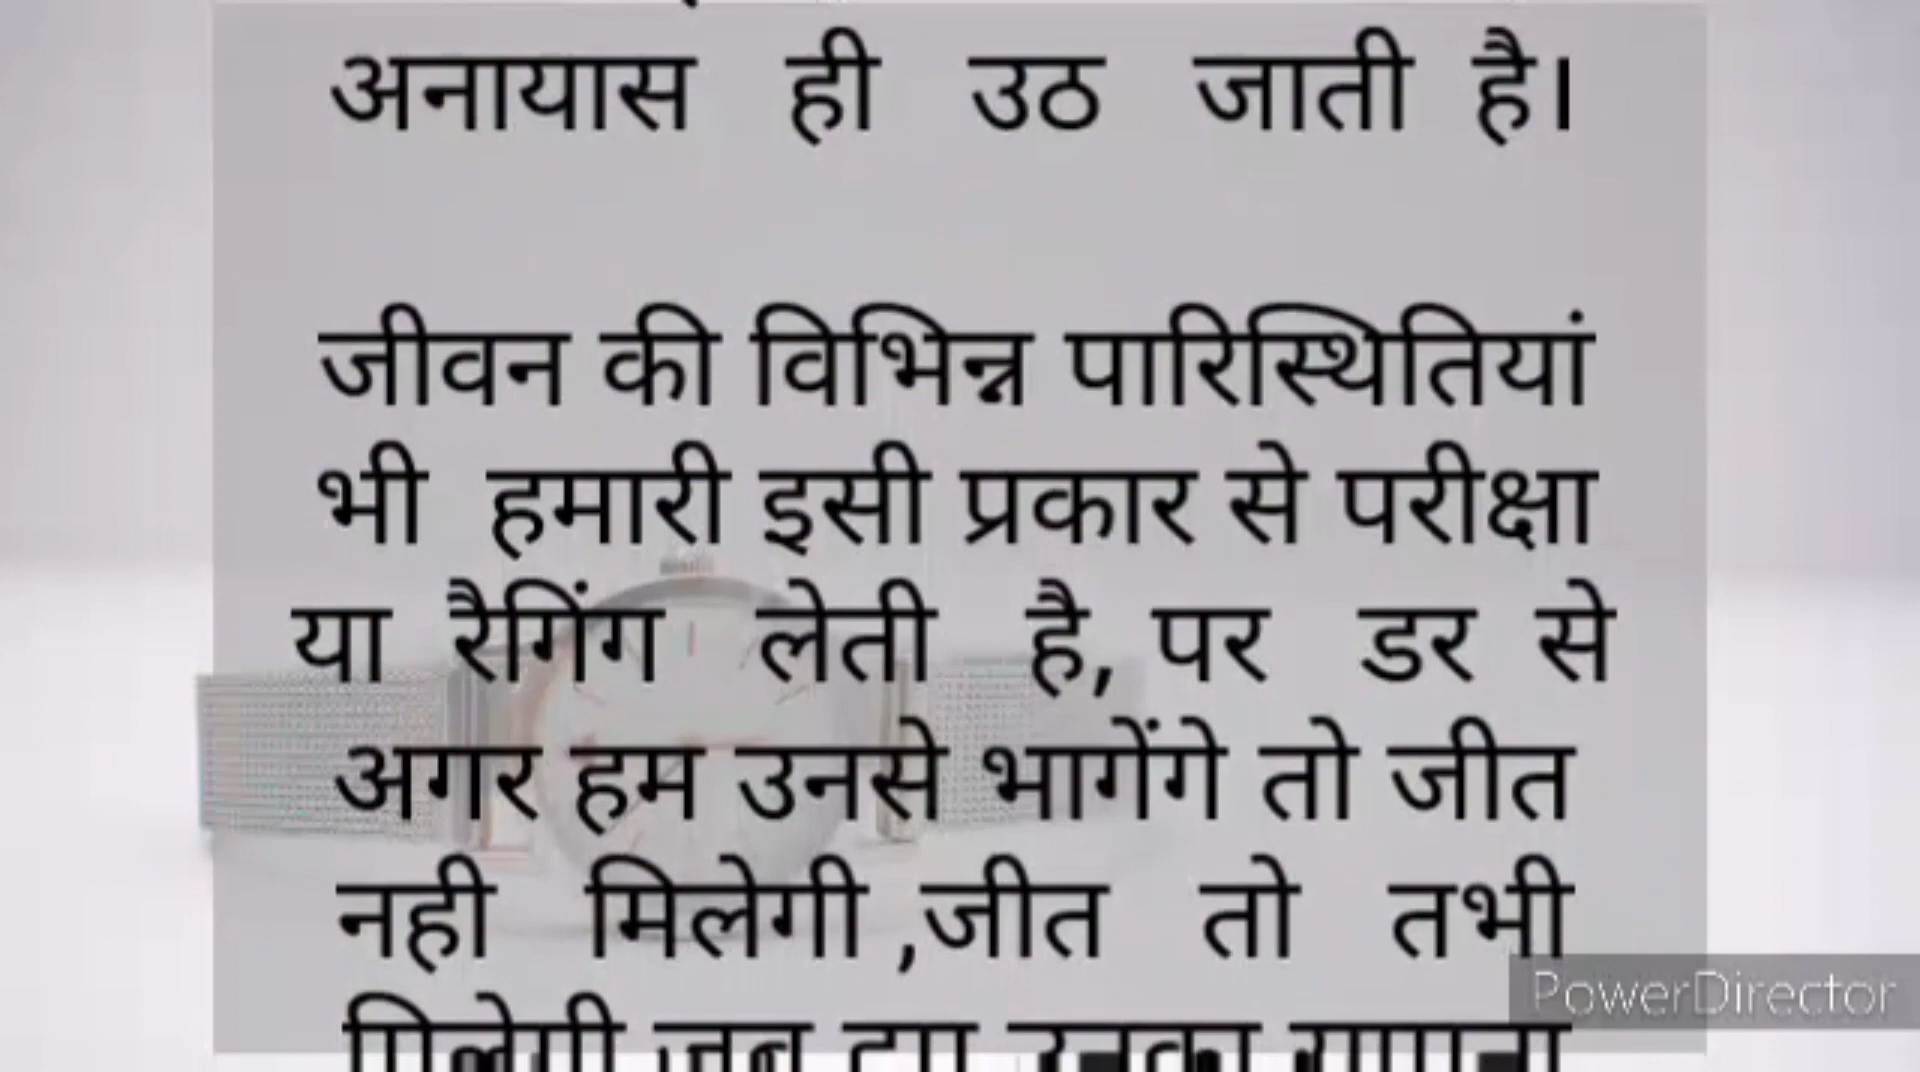 अनायास ही उठ जाती है।
जीवन की विभिन्न पारिस्थितियां
भी हमारी इसी प्रकार से परीक्षा
या रैगिंग लेती है, पर डर से
अगर हम उनसे भागेंगे तो जीत
नही मिलेगी ,जीत तो तभी
PowerDirector